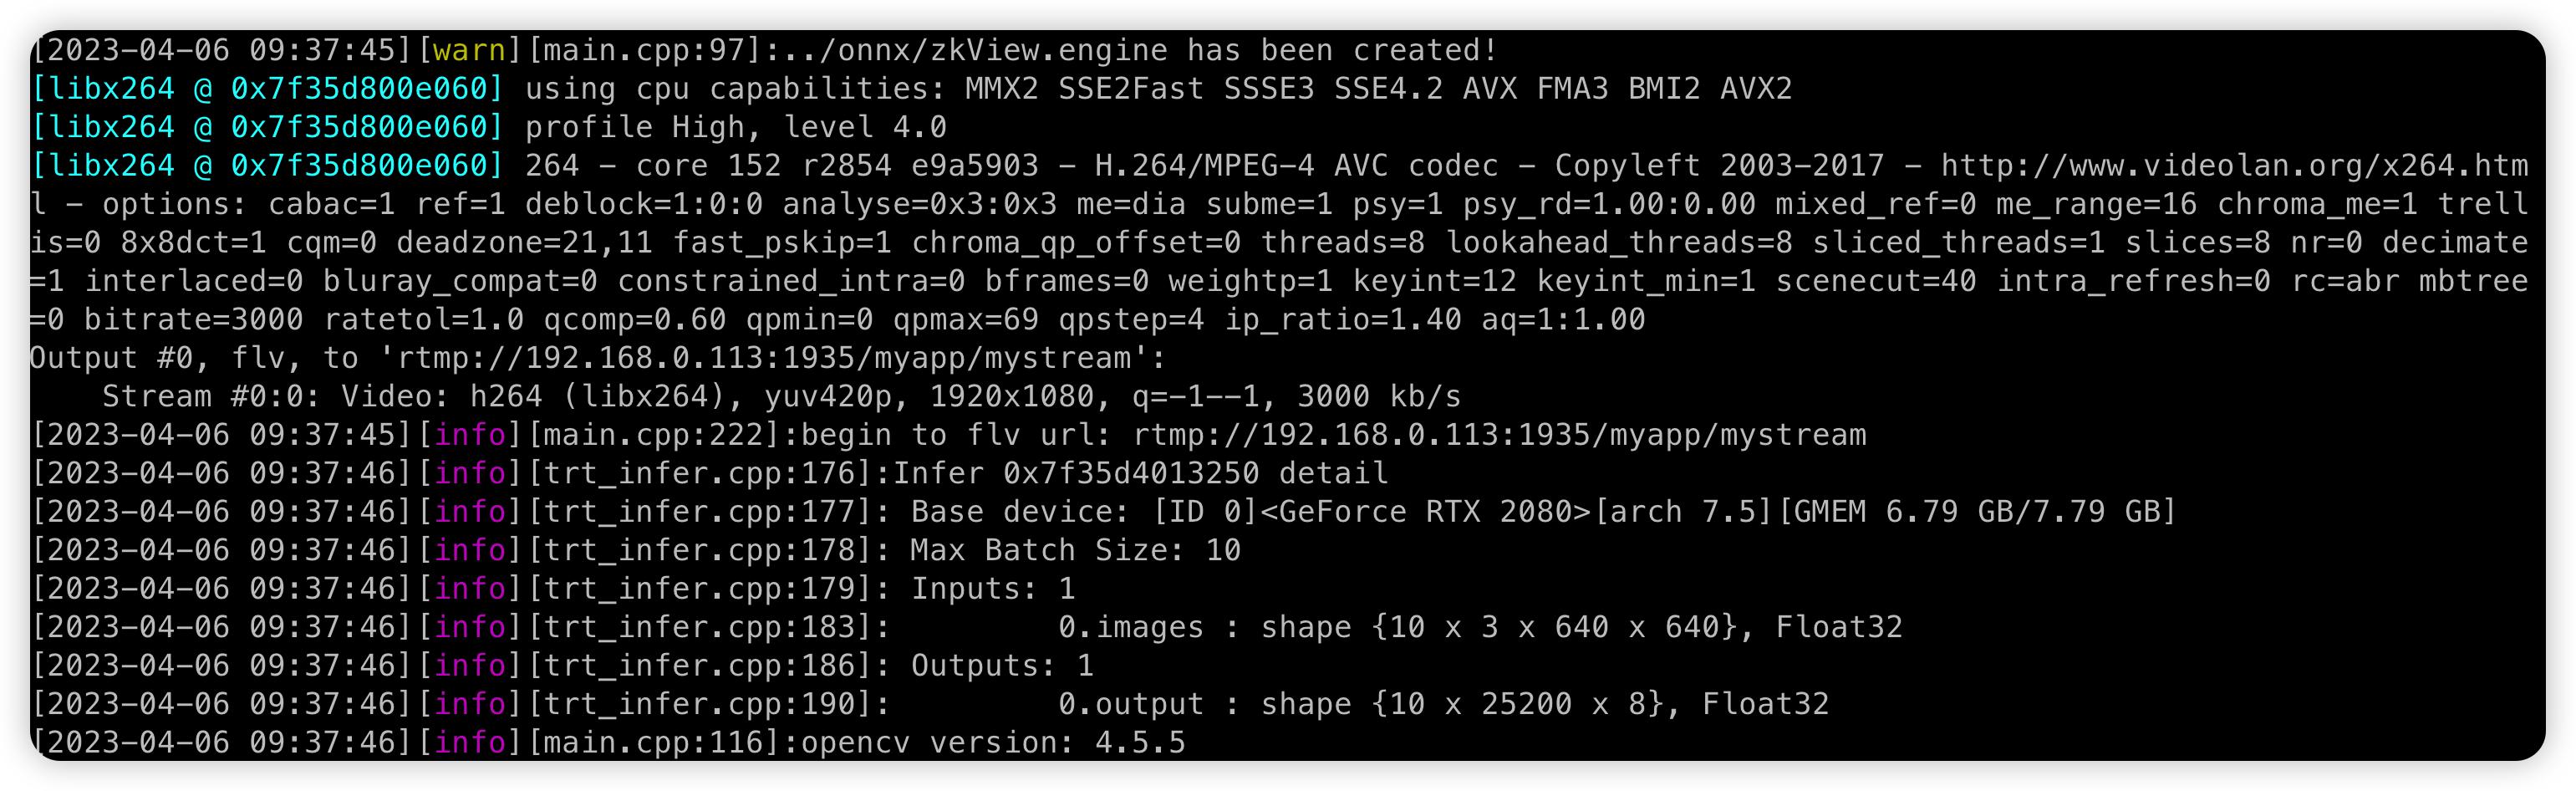 [2023-04-06 09:37:45][warn][main.cpp:97]:../onnx/zkView.engine has been created!
[libx264 @ 0x7f35d800e060] using cpu capabilities: MMX2 SSE2Fast SSSE3 SSE4.2 AVX FMA3 BMI2 AVX2
[libx264 @ 0x7f35d800e060] profile High, level 4.0
[libx264 @ 0x7f35d800e060] 264 - core 152 r2854 e9a5903 - H.264/MPEG-4 AVC codec - Copyleft 2003-2017 - http://www.videolan.org/x264.htm
l - options: cabac=1 ref=1 deblock=1:0:0 analyse=0x3:0x3 me=dia subme=1 psy=1 psy_rd=1.00:0.00 mixed_ref=0 me_range=16 chroma_me=1 trell
is=0 8x8dct=1 cqm=0 deadzone=21,11 fast_pskip=1 chroma_qp_offset=0 threads=8 lookahead_threads=8 sliced_threads=1 slices=8 nr=0 decimate
=1 interlaced=0 bluray_compat=0 constrained_intra=0 bframes=0 weightp=1 keyint=12 keyint_min=1 scenecut=40 intra_refresh=0 rc=abr mbtree
=0 bitrate=3000 ratetol=1.0 qcomp=0.60 qpmin=0 qpmax=69 qpstep=4 ip_ratio=1.40 aq=1:1.00
Output #0, flv, to 'rtmp://192.168.0.113:1935/myapp/mystream':
    Stream #0:0: Video: h264 (libx264), yuv420p, 1920x1080, q=-1--1, 3000 kb/s
[2023-04-06 09:37:45][info][main.cpp:222]:begin to flv url: rtmp://192.168.0.113:1935/myapp/mystream
[2023-04-06 09:37:46][info][trt_infer.cpp:176]:Infer 0x7f35d4013250 detail
[2023-04-06 09:37:46][info][trt_infer.cpp:177]: Base device: [ID 0]<GeForce RTX 2080>[arch 7.5][GMEM 6.79 GB/7.79 GB]
[2023-04-06 09:37:46][info][trt_infer.cpp:178]: Max Batch Size: 10
[2023-04-06 09:37:46][info][trt_infer.cpp:179]: Inputs: 1
[2023-04-06 09:37:46][info][trt_infer.cpp:183]:         0.images : shape {10 x 3 x 640 x 640}, Float32
[2023-04-06 09:37:46][info][trt_infer.cpp:186]: Outputs: 1
[2023-04-06 09:37:46][info][trt_infer.cpp:190]:         0.output : shape {10 x 25200 x 8}, Float32
[2023-04-06 09:37:46][info][main.cpp:116]:opencv version: 4.5.5